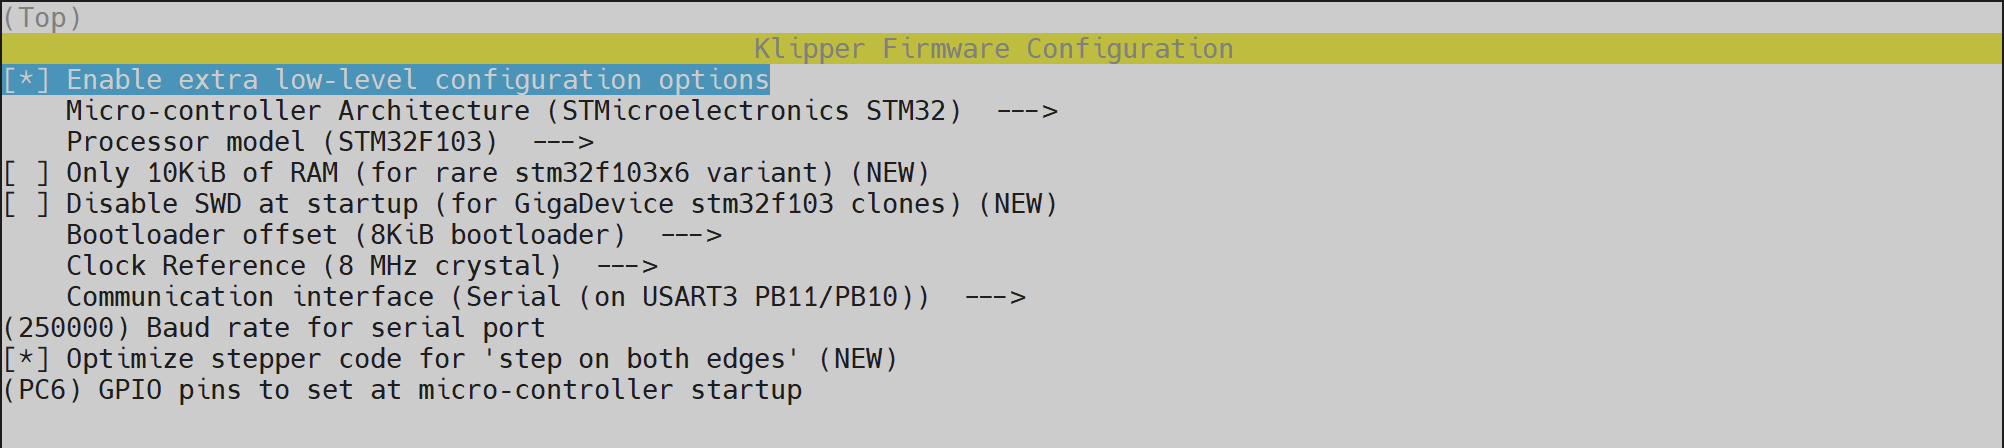 (Top)
Klipper Firmware Configuration
[*] Enable extra low-level configuration options
    Micro-controller Architecture (STMicroelectronics STM32)  --->
    Processor model (STM32F103)  --->
[ ] Only 10KiB of RAM (for rare stm32f103x6 variant) (NEW)
[ ] Disable SWD at startup (for GigaDevice stm32f103 clones) (NEW)
    Bootloader offset (8KiB bootloader)  --->
    Clock Reference (8 MHz crystal)  --->
    Communication interface (Serial (on USART3 PB11/PB10))  --->
(250000) Baud rate for serial port
[*] Optimize stepper code for 'step on both edges' (NEW)
(PC6) GPIO pins to set at micro-controller startup